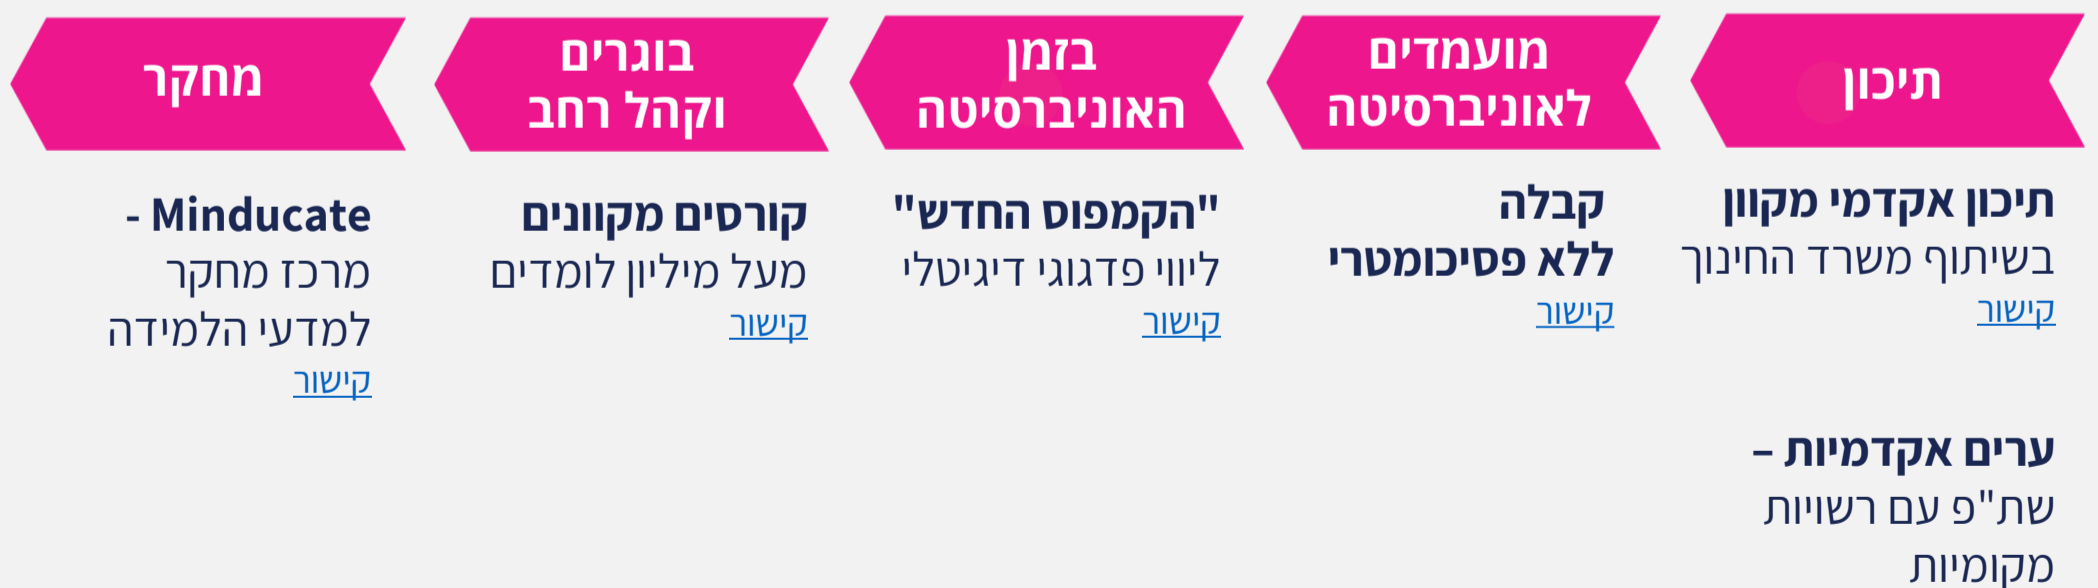 תיכון
תיכון אקדמי מקוון
בשיתוף משרד החינוך
קישור
ערים אקדמיות –
שת"פ עם רשויות
מקומיות
מועמדים
לאוניברסיטה
קבלה
ללא פסיכומטרי
קישור
בזמן
האוניברסיטה
"הקמפוס החדש"
ליווי פדגוגי דיגיטלי
קישור
בוגרים
וקהל רחב
קורסים מקוונים
מעל מיליון לומדים
קישור
מחקר
Minducate -
מרכז מחקר
למדעי הלמידה
קישור